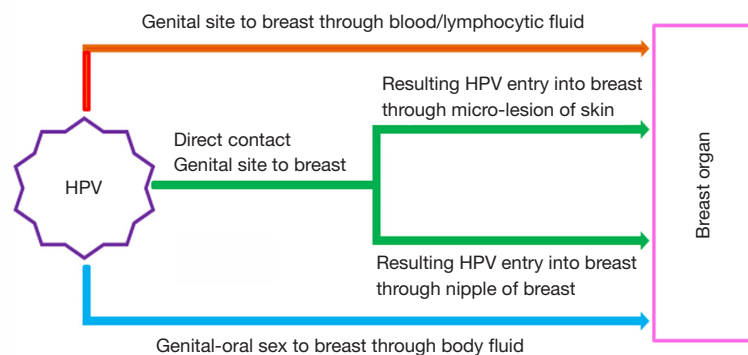 Genital site to breast through blood/lymphocytic fluid
Resulting HPV entry into breast
through micro-lesion of skin
Direct contact
Genital site to breast
HPV
Breast organ
Resulting HPV entry into breast
through nipple of breast
Genital-oral sex to breast through body fluid